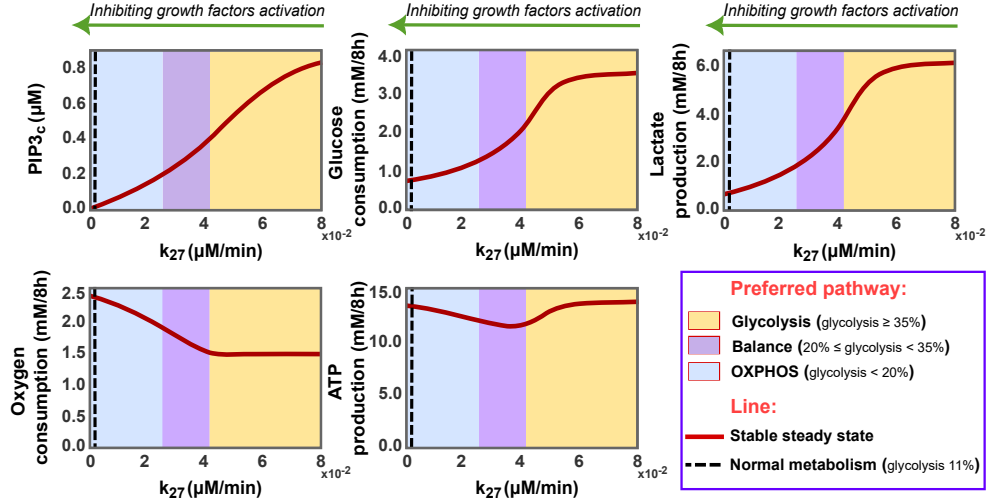 Inhibiting growth factors activation
Inhibiting growth factors activation
Inhibiting growth factors activation
PIP3c (µM)
0.8
0.6
0.4
0.2
0.0
0 2 4 6 8
x10-2
k27 (µM/min)
Glucose
consumption (mM/8h)
4.0
3.0
2.0
1.0
0.0
0 2 4 6 8
x10-2
k27 (µM/min)
Lactate
production (mM/8h)
6.0
4.0
2.0
0.0
0 2 4 6 8
x10-2
k27 (µM/min)
Oxygen
consumption (mM/8h)
2.5
2.0
1.5
1.0
0.5
0.0
0 2 4 6 8
x10-2
k27 (µM/min)
ATP
production (mM/8h)
15.0
10.0
5.0
0.0
0 2 4 6 8
x10-2
k27 (µM/min)
Preferred pathway:
Glycolysis (glycolysis ≥ 35%)
Balance (20% ≤ glycolysis < 35%)
OXPHOS (glycolysis < 20%)
Line:
Stable steady state
Normal metabolism (glycolysis 11%)